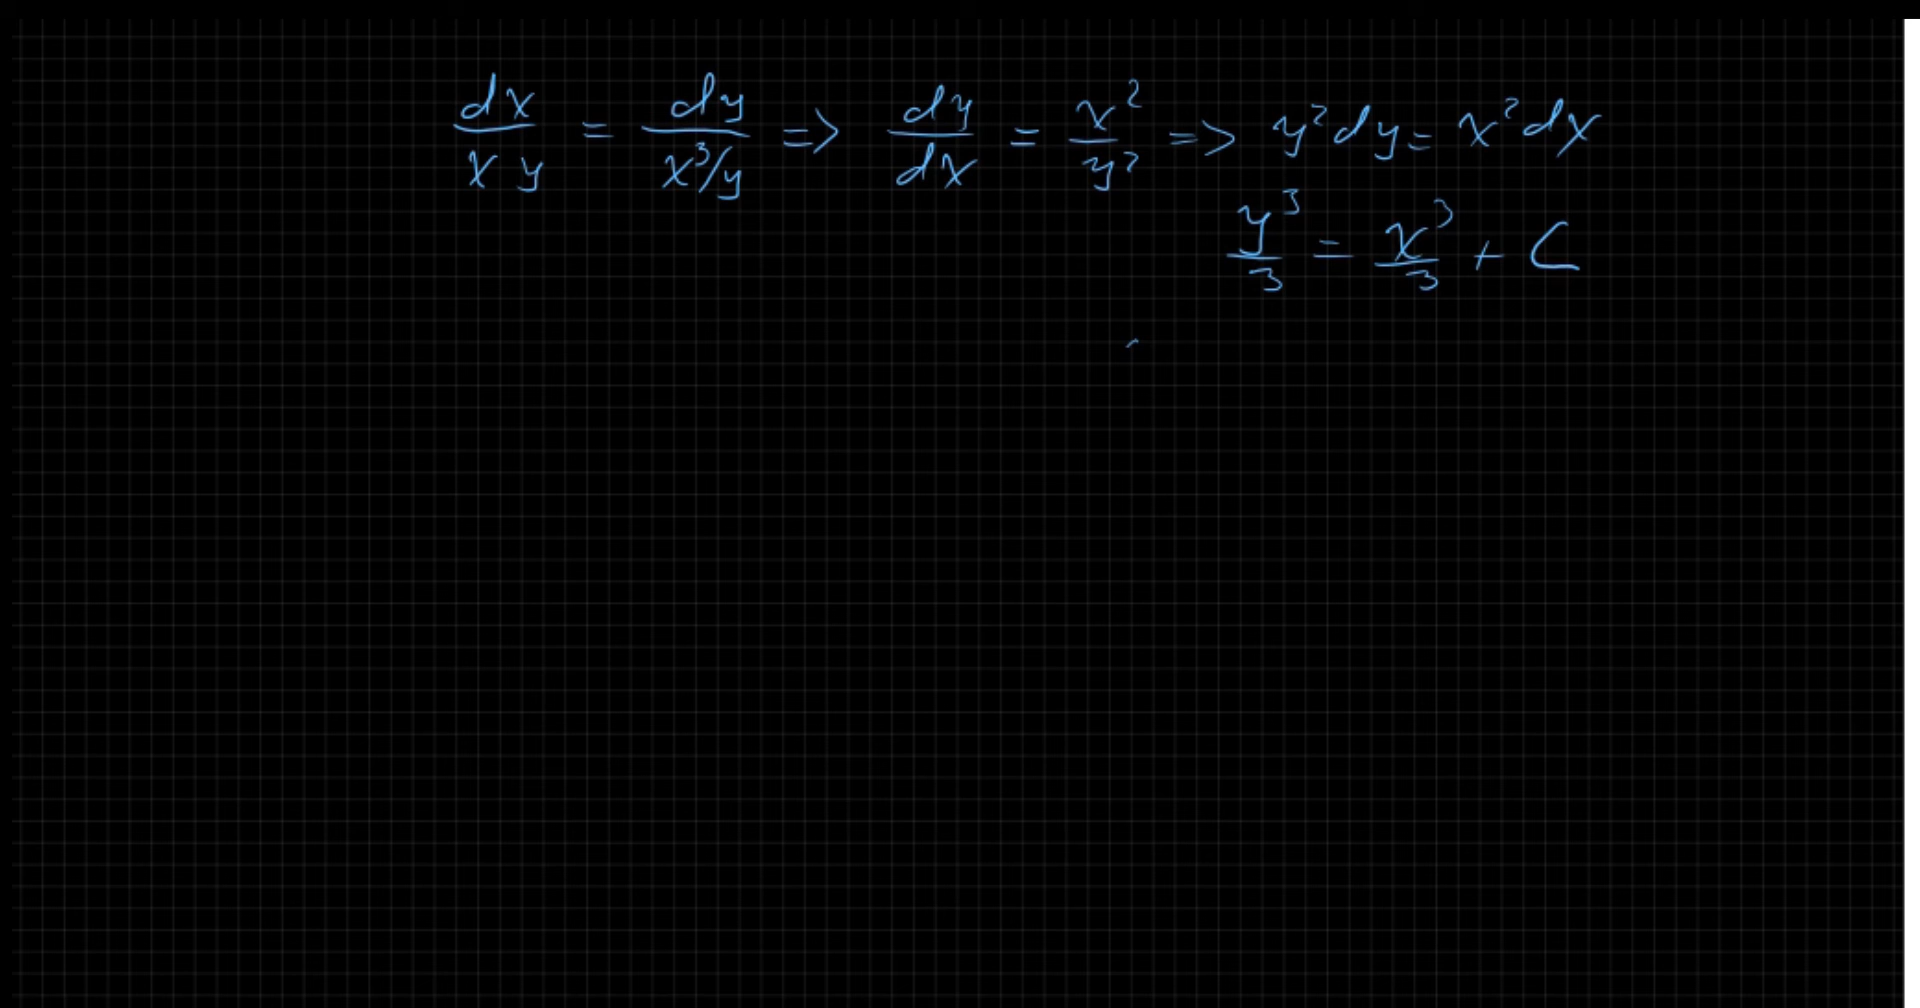 dx/xy = dy/(x³/y) => dy/dx = x²/y² => y²dy = x²dx
y³/3 = x³/3 + C